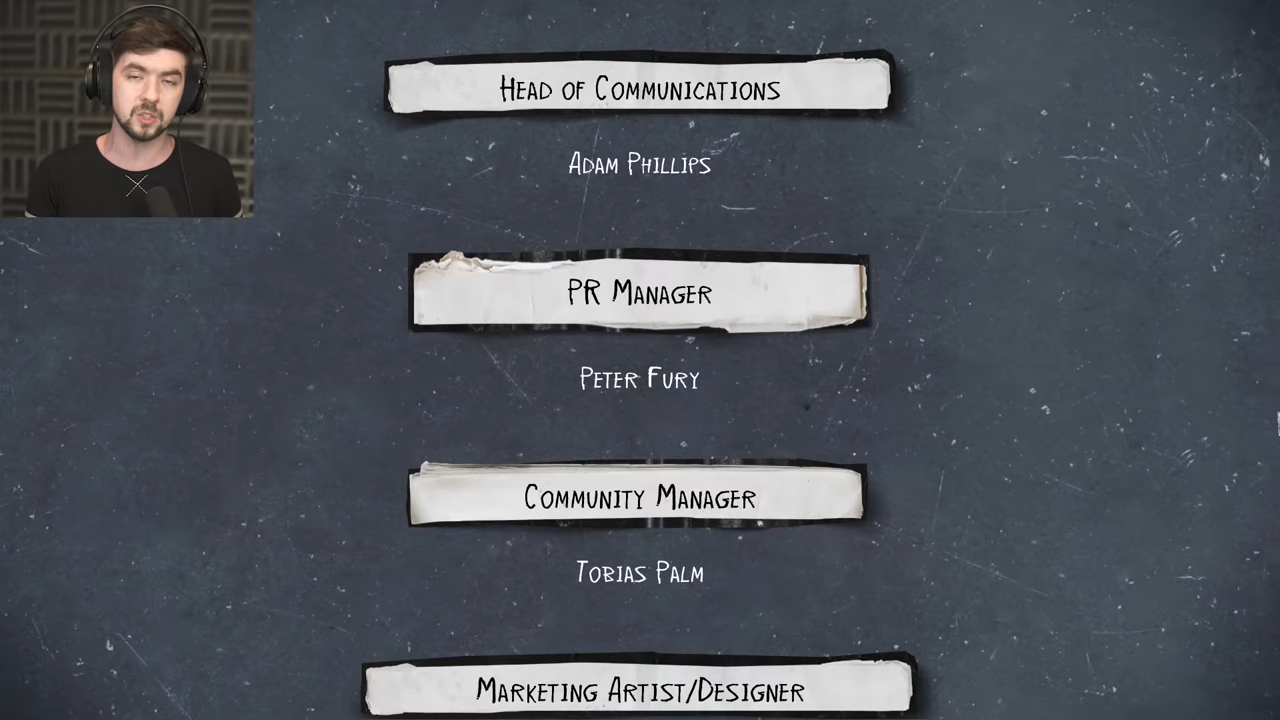 Head of Communications
Adam Phillips
PR Manager
Peter Fury
Community Manager
Tobias Palm
Marketing Artist/Designer